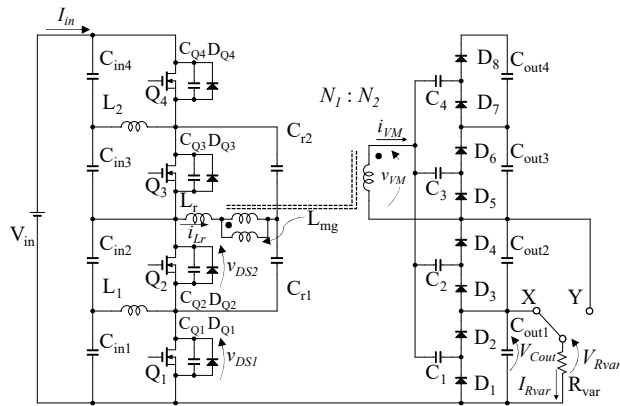 I_in
C_in4
C_Q4 D_Q4
Q_4
L_2
C_in3
C_Q3 D_Q3
Q_3
C_r2
L_r
i_Lr
L_mg
V_in
C_in2
Q_2
v_DS2
C_r1
L_1
C_Q2 D_Q2
C_in1
C_Q1 D_Q1
Q_1
v_DS1
N_1 : N_2
i_VM
v_VM
D_8
C_out4
C_4
D_7
D_6
C_out3
C_3
D_5
D_4
C_out2
C_2
D_3
X
Y
C_out1
D_2
V_Cout
V_Rvar
C_1
D_1
I_Rvar
R_var